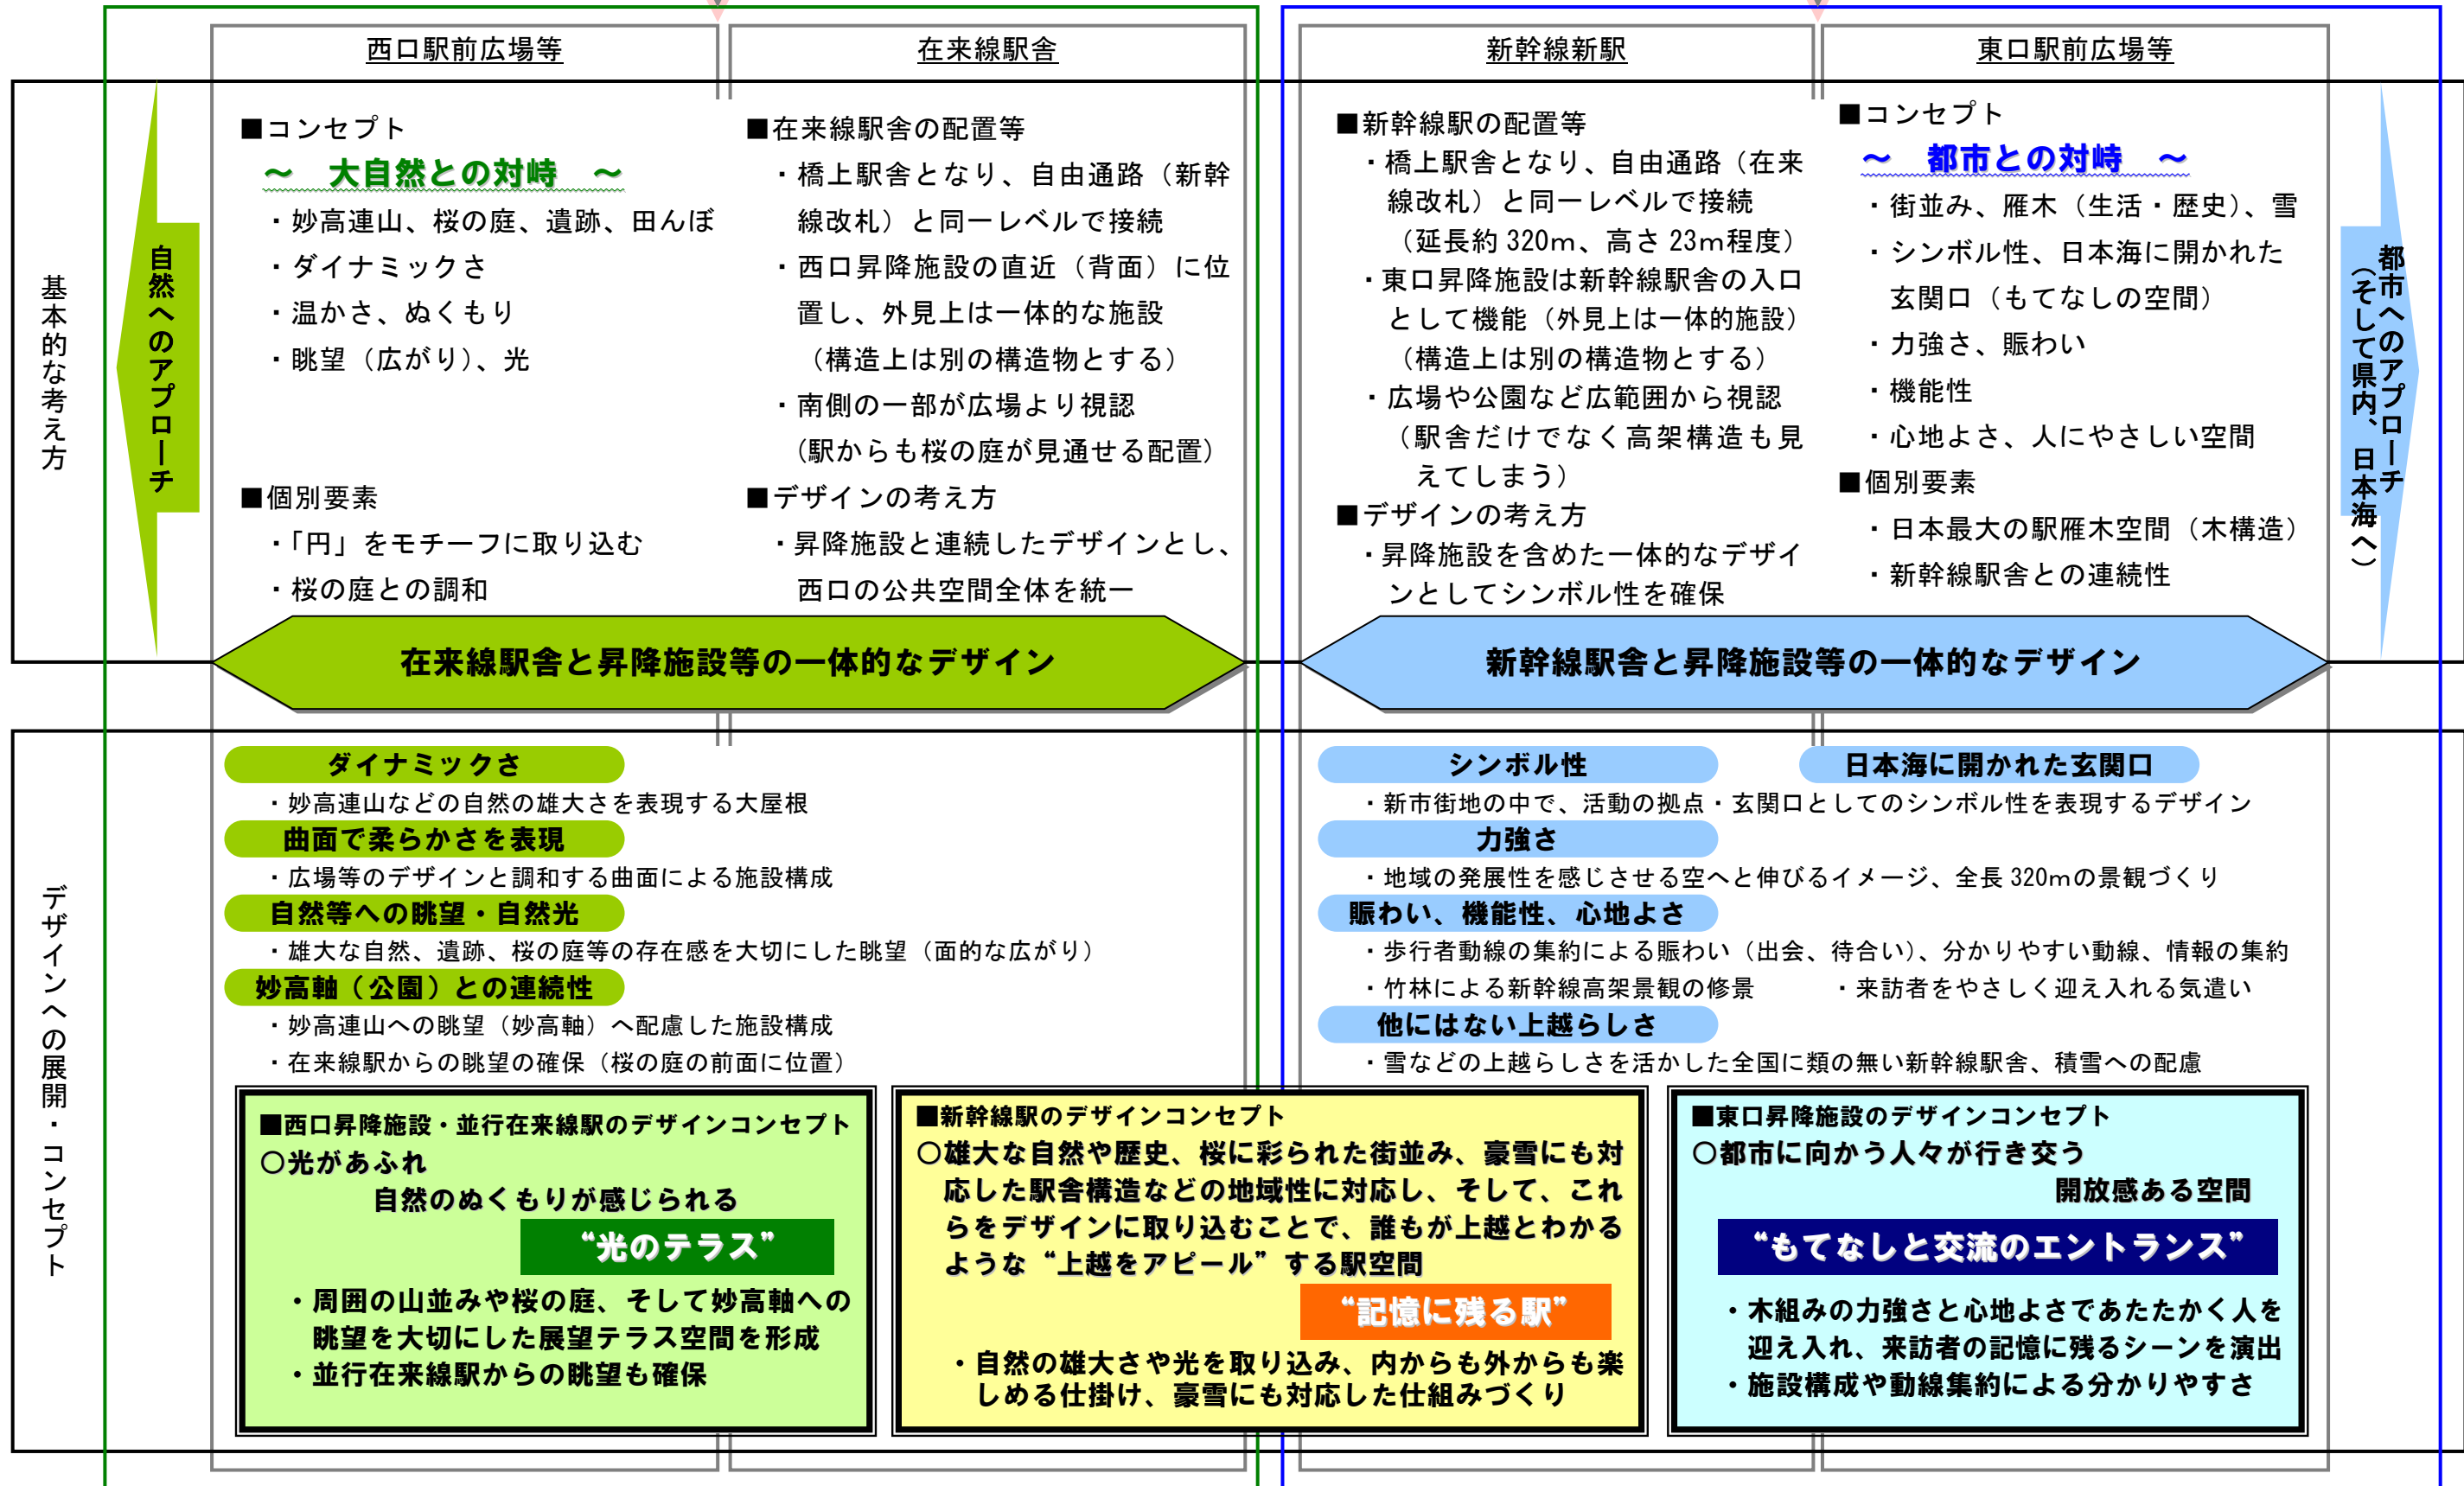 西口駅前広場等
在来線駅舎
新幹線新駅
東口駅前広場等
基本的な考え方
自然へのアプローチ
■コンセプト
～　大自然との対峙　～
・妙高連山、桜の庭、遺跡、田んぼ
・ダイナミックさ
・温かさ、ぬくもり
・眺望（広がり）、光
■個別要素
・「円」をモチーフに取り込む
・桜の庭との調和
■在来線駅舎の配置等
・橋上駅舎となり、自由通路（新幹
線改札）と同一レベルで接続
・西口昇降施設の直近（背面）に位
置し、外見上は一体的な施設
（構造上は別の構造物とする）
・南側の一部が広場より視認
（駅からも桜の庭が見通せる配置）
■デザインの考え方
・昇降施設と連続したデザインとし、
西口の公共空間全体を統一
■新幹線駅の配置等
・橋上駅舎となり、自由通路（在来
線改札）と同一レベルで接続
（延長約 320ｍ、高さ 23ｍ程度）
・東口昇降施設は新幹線駅舎の入口
として機能（外見上は一体的施設）
（構造上は別の構造物とする）
・広場や公園など広範囲から視認
（駅舎だけでなく高架構造も見
えてしまう）
■デザインの考え方
・昇降施設を含めた一体的なデザイ
ンとしてシンボル性を確保
■コンセプト
～　都市との対峙　～
・街並み、雁木（生活・歴史）、雪
・シンボル性、日本海に開かれた
玄関口（もてなしの空間）
・力強さ、賑わい
・機能性
・心地よさ、人にやさしい空間
■個別要素
・日本最大の駅雁木空間（木構造）
・新幹線駅舎との連続性
都市へのアプローチ
（そして県内、日本海へ）
在来線駅舎と昇降施設等の一体的なデザイン
新幹線駅舎と昇降施設等の一体的なデザイン
デザインへの展開・コンセプト
ダイナミックさ
・妙高連山などの自然の雄大さを表現する大屋根
曲面で柔らかさを表現
・広場等のデザインと調和する曲面による施設構成
自然等への眺望・自然光
・雄大な自然、遺跡、桜の庭等の存在感を大切にした眺望（面的な広がり）
妙高軸（公園）との連続性
・妙高連山への眺望（妙高軸）へ配慮した施設構成
・在来線駅からの眺望の確保（桜の庭の前面に位置）
シンボル性
日本海に開かれた玄関口
・新市街地の中で、活動の拠点・玄関口としてのシンボル性を表現するデザイン
力強さ
・地域の発展性を感じさせる空へと伸びるイメージ、全長 320ｍの景観づくり
賑わい、機能性、心地よさ
・歩行者動線の集約による賑わい（出会、待合い）、分かりやすい動線、情報の集約
・竹林による新幹線高架景観の修景　　・来訪者をやさしく迎え入れる気遣い
他にはない上越らしさ
・雪などの上越らしさを活かした全国に類の無い新幹線駅舎、積雪への配慮
■西口昇降施設・並行在来線駅のデザインコンセプト
○光があふれ
自然のぬくもりが感じられる
“光のテラス”
・周囲の山並みや桜の庭、そして妙高軸への
眺望を大切にした展望テラス空間を形成
・並行在来線駅からの眺望も確保
■新幹線駅のデザインコンセプト
○雄大な自然や歴史、桜に彩られた街並み、豪雪にも対
応した駅舎構造などの地域性に対応し、そして、これ
らをデザインに取り込むことで、誰もが上越とわかる
ような“上越をアピール”する駅空間
“記憶に残る駅”
・自然の雄大さや光を取り込み、内からも外からも楽
しめる仕掛け、豪雪にも対応した仕組みづくり
■東口昇降施設のデザインコンセプト
○都市に向かう人々が行き交う
開放感ある空間
“もてなしと交流のエントランス”
・木組みの力強さと心地よさであたたかく人を
迎え入れ、来訪者の記憶に残るシーンを演出
・施設構成や動線集約による分かりやすさ